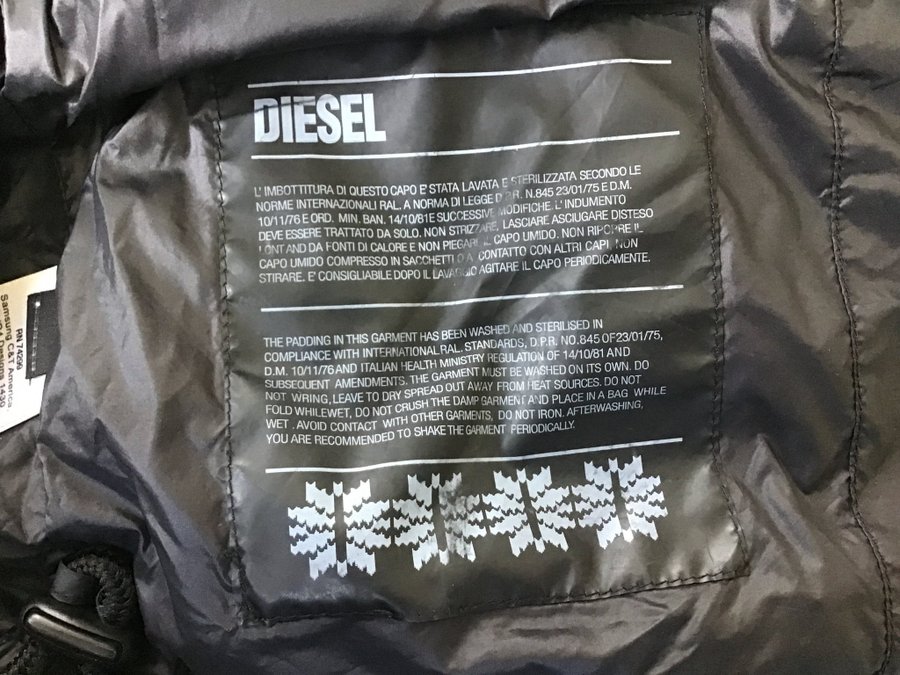 DIESEL
L' IMBOTTITURA DI QUESTO CAPO E' STATA LAVATA E STERILIZZATA SECONDO LE
NORME INTERNAZIONALI RAL. A NORMA DI LEGGE D.P.R. N.845 23/01/75 E D.M.
10/11/76 E ORD. MIN. BAN. 14/10/81E SUCCESSIVE MODIFICHE. L' INDUMENTO
DEVE ESSERE TRATTATO DA SOLO. NON STRIZZARE, LASCIARE ASCIUGARE DISTESO
LONTANO DA FONTI DI CALORE E NON PIEGARE IL CAPO UMIDO. NON RIPORRE IL
CAPO UMIDO COMPRESSO IN SACCHETTI O A CONTATTO CON ALTRI CAPI, NON
STIRARE. E' CONSIGLIABILE DOPO IL LAVAGGIO AGITARE IL CAPO PERIODICAMENTE.
THE PADDING IN THIS GARMENT HAS BEEN WASHED AND STERILISED IN
COMPLIANCE WITH INTERNATIONAL RAL. STANDARDS, D.P.R. NO.845 OF23/01/75,
D.M. 10/11/76 AND ITALIAN HEALTH MINISTRY REGULATION OF 14/10/81 AND
SUBSEQUENT AMENDMENTS. THE GARMENT MUST BE WASHED ON ITS OWN. DO
NOT WRING, LEAVE TO DRY SPREAD OUT AWAY FROM HEAT SOURCES. DO NOT
FOLD WHILEWET, DO NOT CRUSH THE DAMP GARMENT AND PLACE IN A BAG WHILE
WET . AVOID CONTACT WITH OTHER GARMENTS, DO NOT IRON. AFTERWASHING,
YOU ARE RECOMMENDED TO SHAKE THE GARMENT PERIODICALLY.
RN 74299
Samsung C&T America.
1430